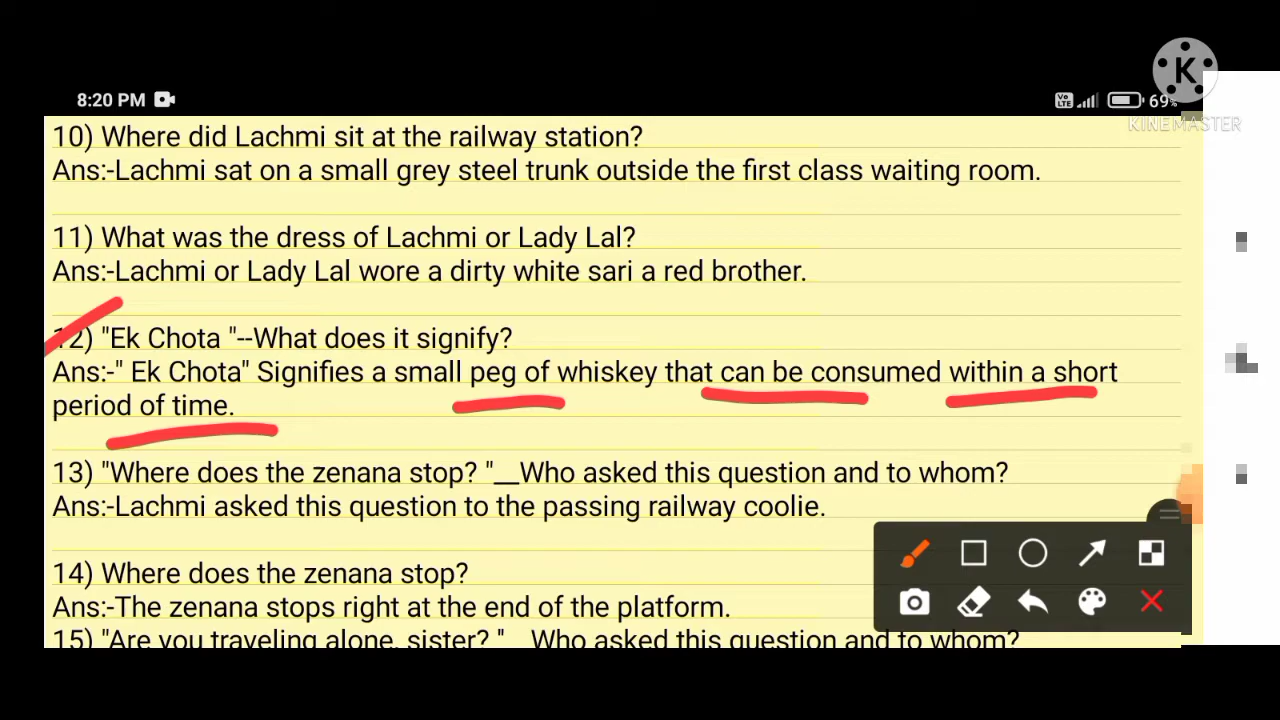 K
8:20 PM
Vo LTE 69%
KINEMASTER
10) Where did Lachmi sit at the railway station?
Ans:-Lachmi sat on a small grey steel trunk outside the first class waiting room.
11) What was the dress of Lachmi or Lady Lal?
Ans:-Lachmi or Lady Lal wore a dirty white sari a red brother.
12) "Ek Chota "--What does it signify?
Ans:-" Ek Chota" Signifies a small peg of whiskey that can be consumed within a short
period of time.
13) "Where does the zenana stop? "__Who asked this question and to whom?
Ans:-Lachmi asked this question to the passing railway coolie.
14) Where does the zenana stop?
Ans:-The zenana stops right at the end of the platform.
15) "Are you traveling alone, sister? "__Who asked this question and to whom?